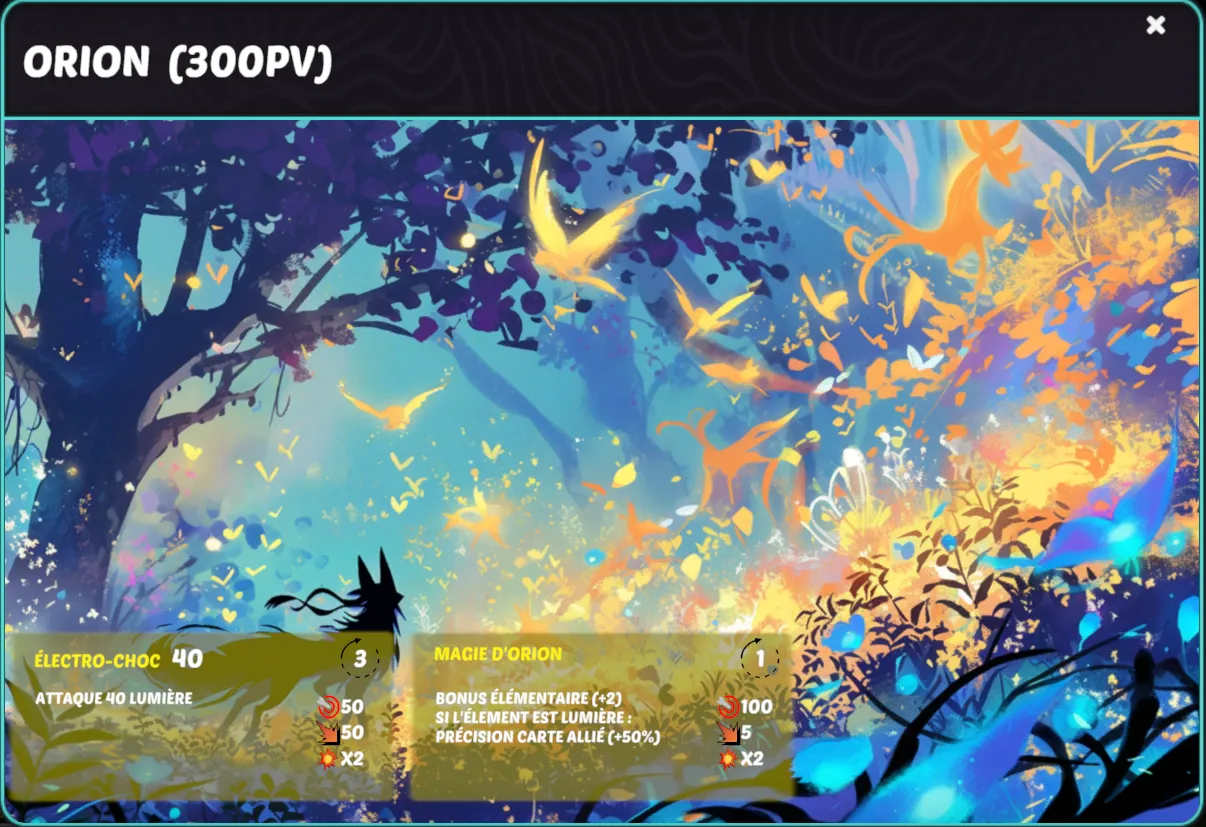 ORION (300PV)
ÉLECTRO-CHOC 40
3
ATTAQUE 40 LUMIÈRE
50
50
X2
MAGIE D'ORION
1
BONUS ÉLÉMENTAIRE (+2)
SI L'ÉLEMENT EST LUMIÈRE :
PRÉCISION CARTE ALLIÉ (+50%)
100
5
X2